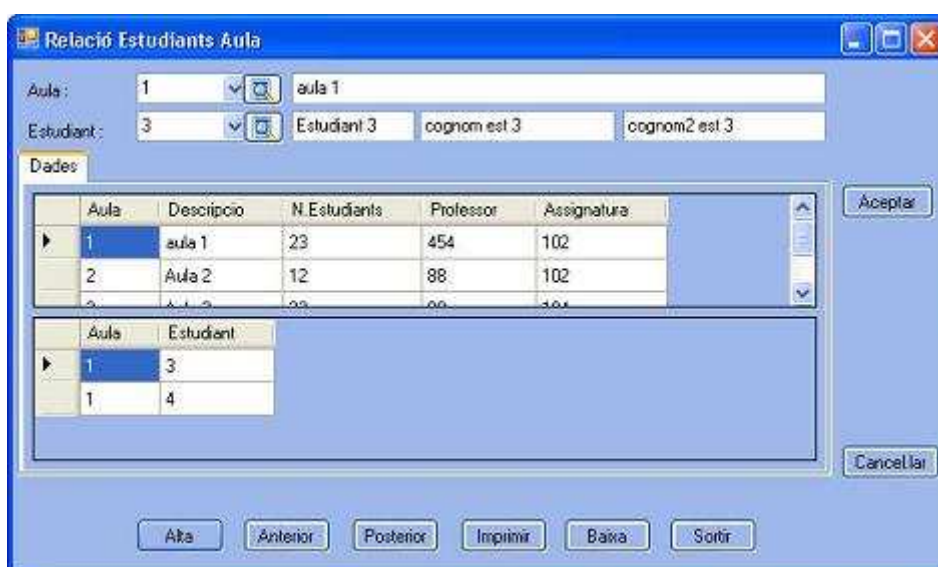 Relació Estudiants Aula
Aula : 1 aula 1
Estudiant : 3 Estudiant 3 cognom est 3 cognom2 est 3
Dades
Aula Descripcio N.Estudiants Professor Assignatura
1 aula 1 23 454 102
2 Aula 2 12 88 102
Aula Estudiant
1 3
1 4
Aceptar
Cancel.lar
Alta Anterior Posterior Imprimir Baixa Sortir